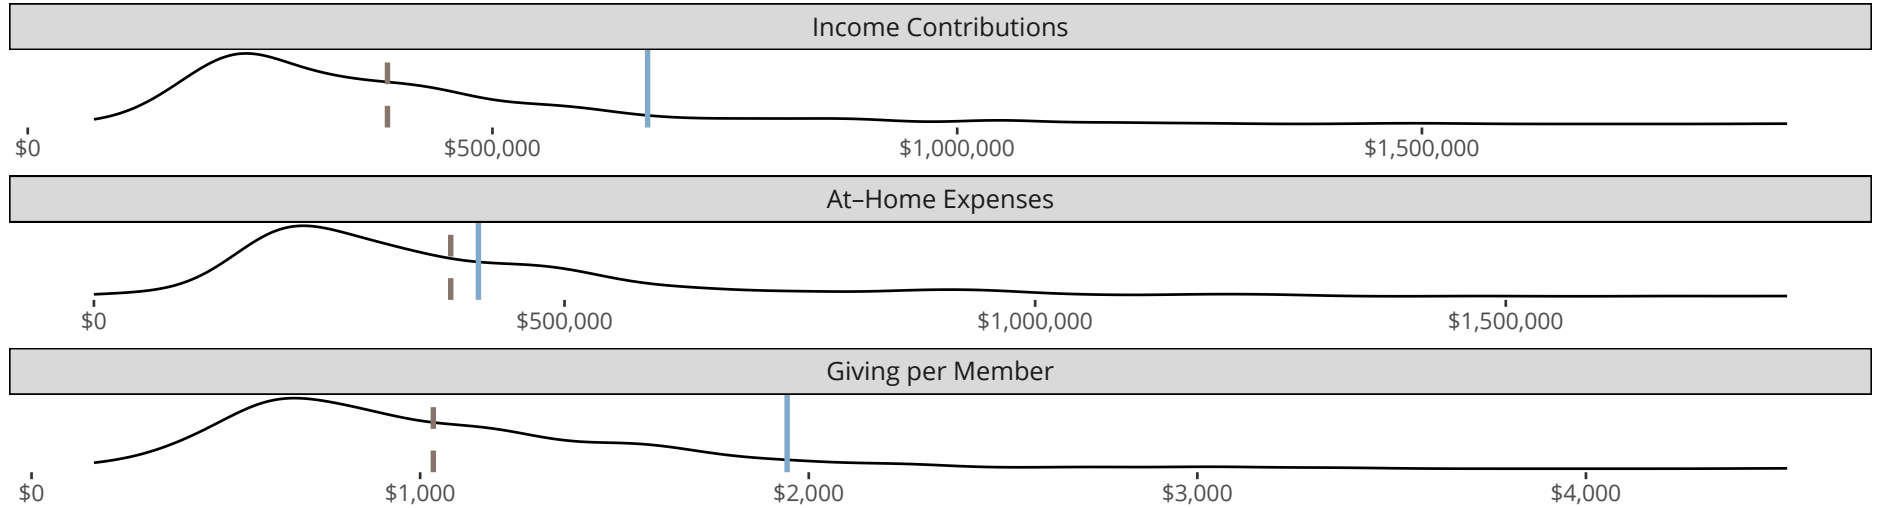 Income Contributions
$0 $500,000 $1,000,000 $1,500,000
At–Home Expenses
$0 $500,000 $1,000,000 $1,500,000
Giving per Member
$0 $1,000 $2,000 $3,000 $4,000